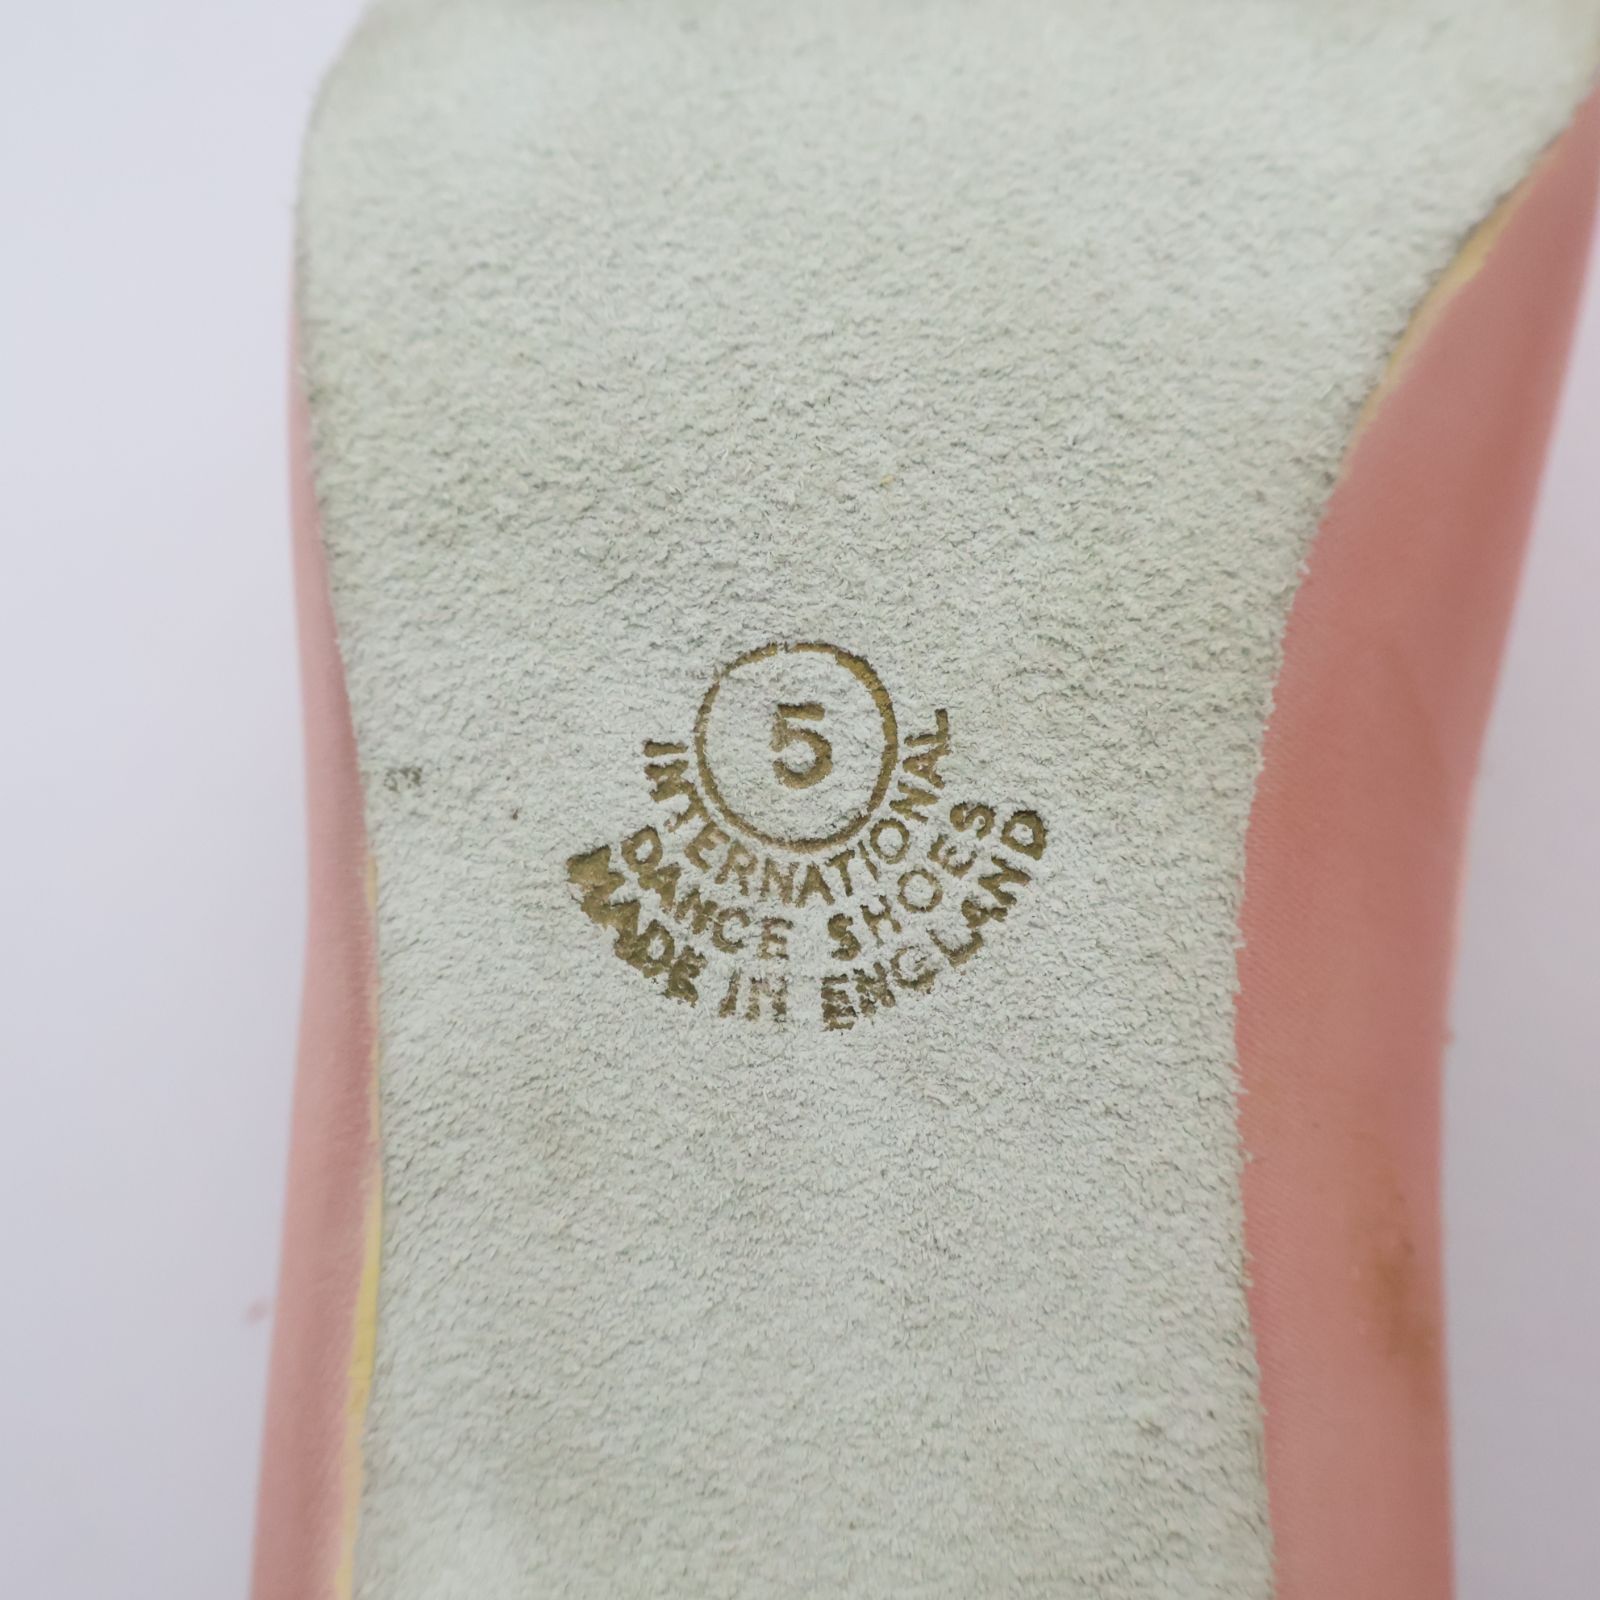 5
INTERNATIONAL
DANCE SHOES
MADE IN ENGLAND